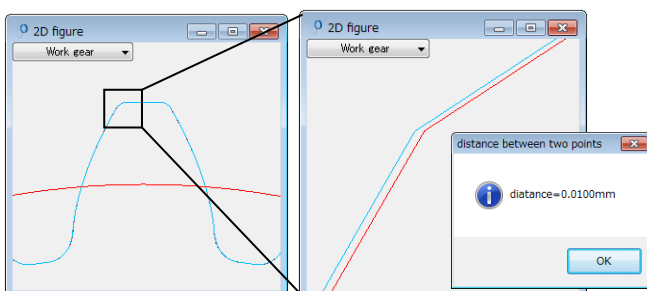 2D figure
Work gear
2D figure
Work gear
distance between two points
diatance=0.0100mm
OK